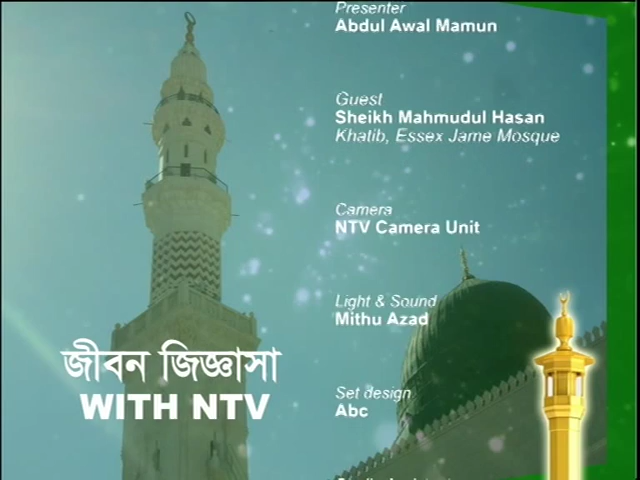 Presenter
Abdul Awal Mamun
Guest
Sheikh Mahmudul Hasan
Khatib, Essex Jame Mosque
Camera
NTV Camera Unit
Light & Sound
Mithu Azad
Set design
Abc
জীবন জিজ্ঞাসা
WITH NTV